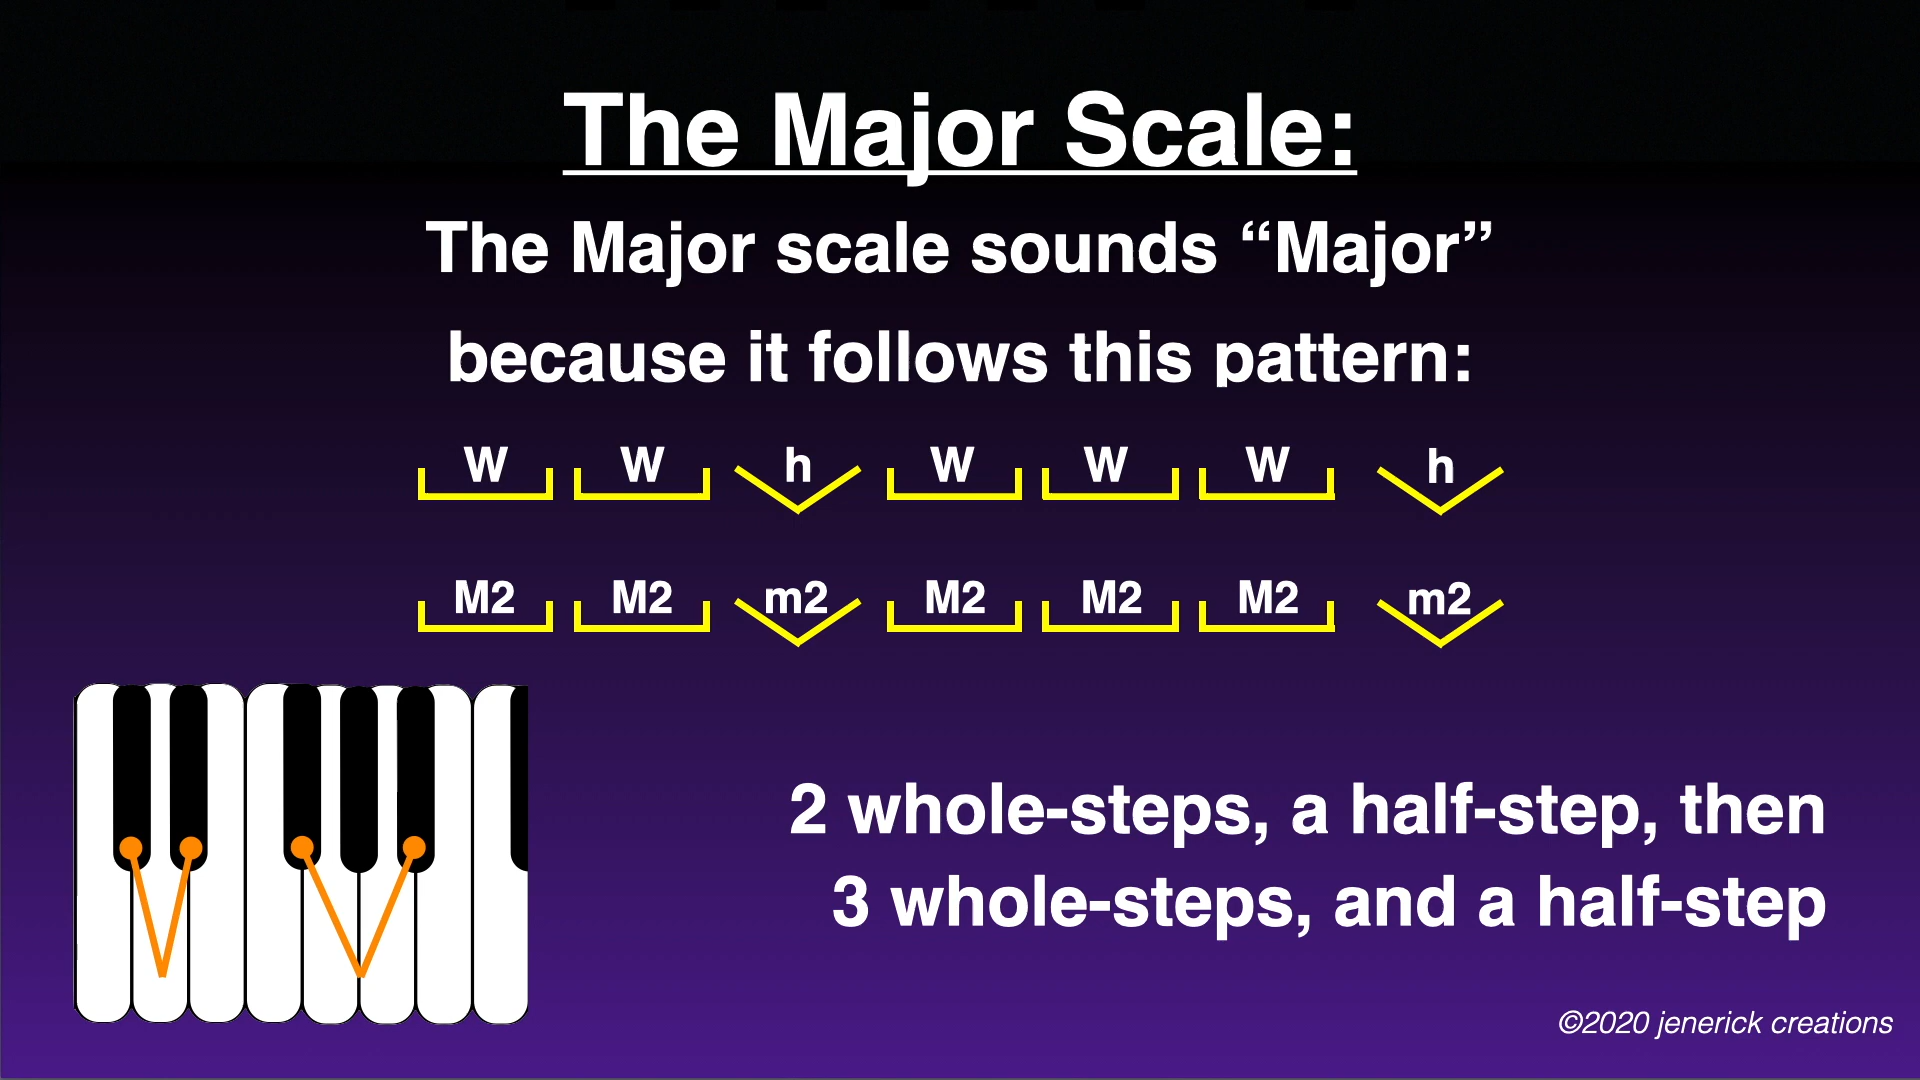 The Major Scale:
The Major scale sounds “Major”
because it follows this pattern:
W W h W W W h
M2 M2 m2 M2 M2 M2 m2
2 whole-steps, a half-step, then
3 whole-steps, and a half-step
©2020 jenerick creations